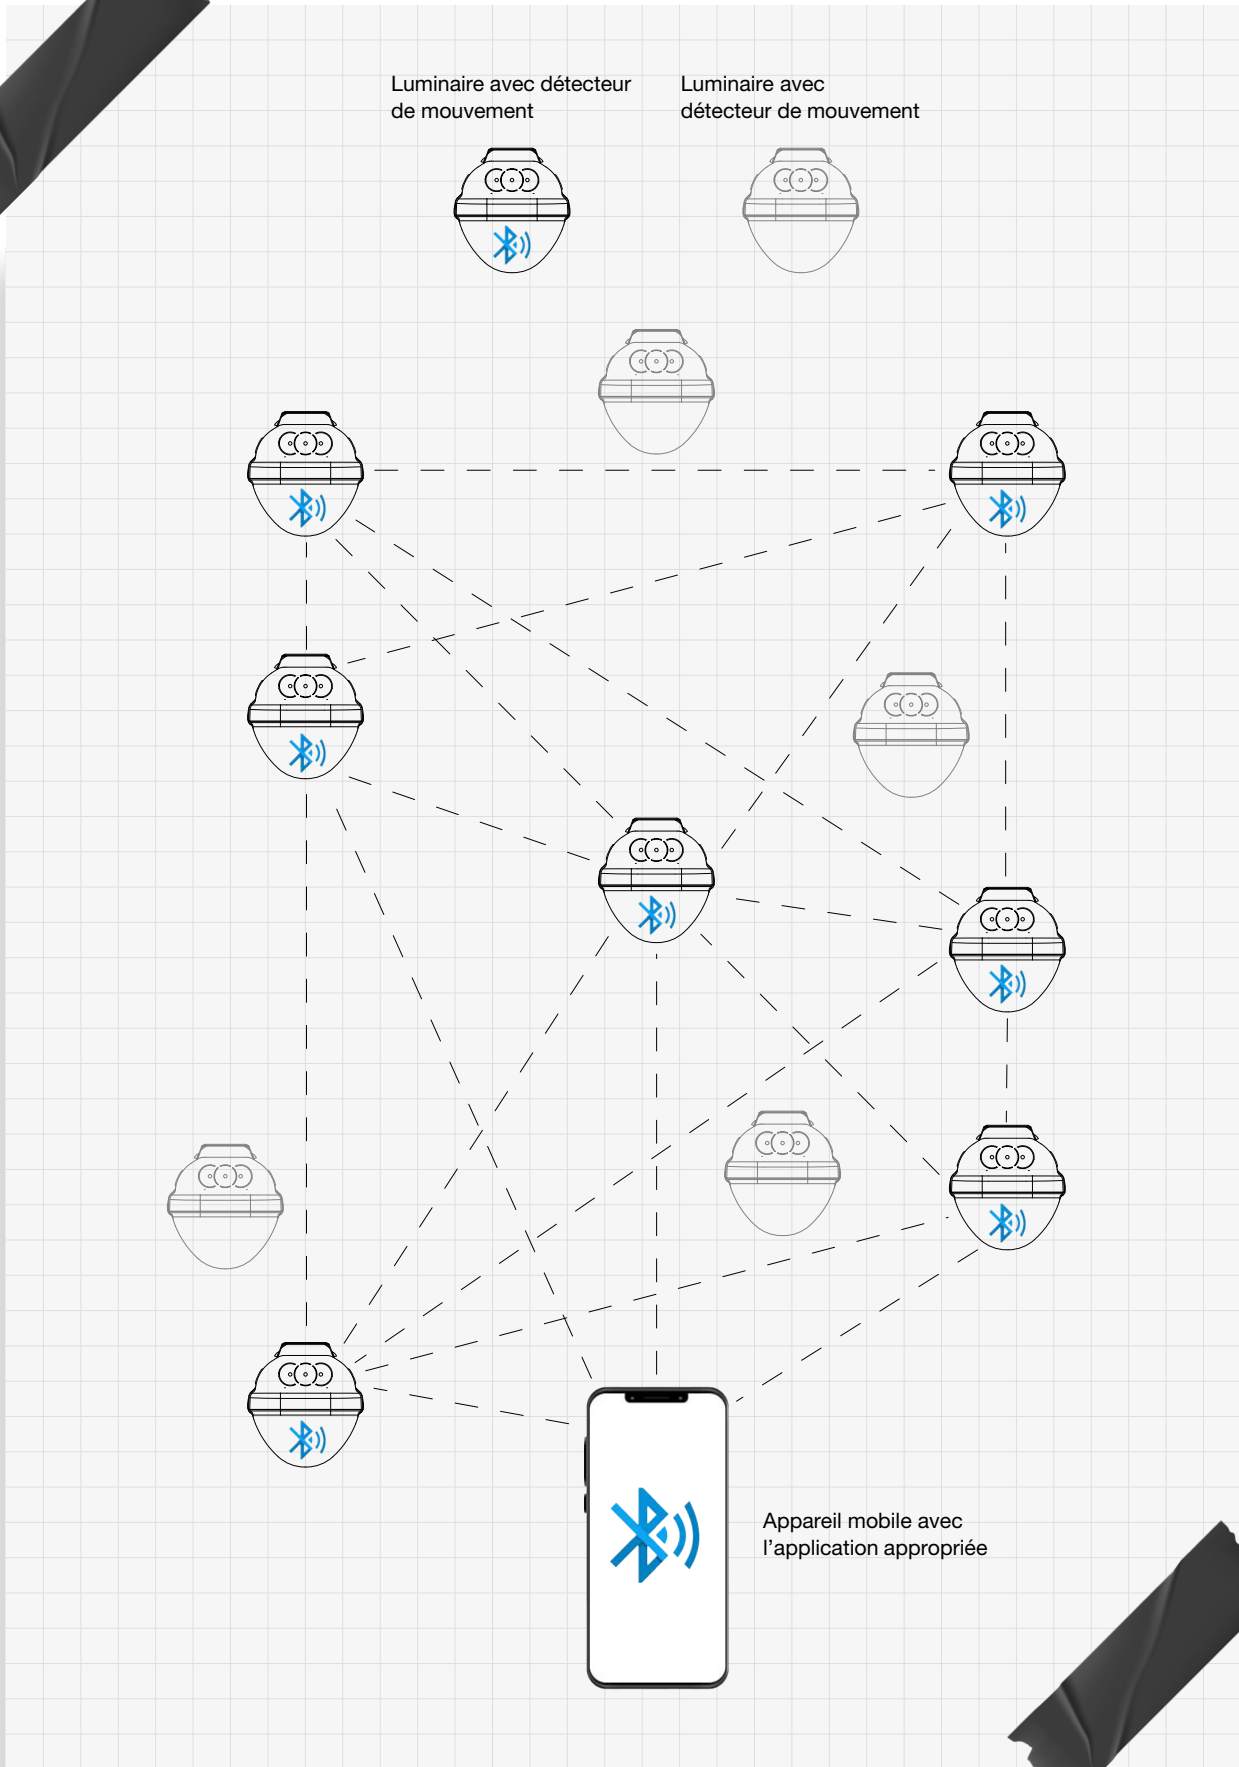 Luminaire avec détecteur
de mouvement
Luminaire avec
détecteur de mouvement
Appareil mobile avec
l’application appropriée